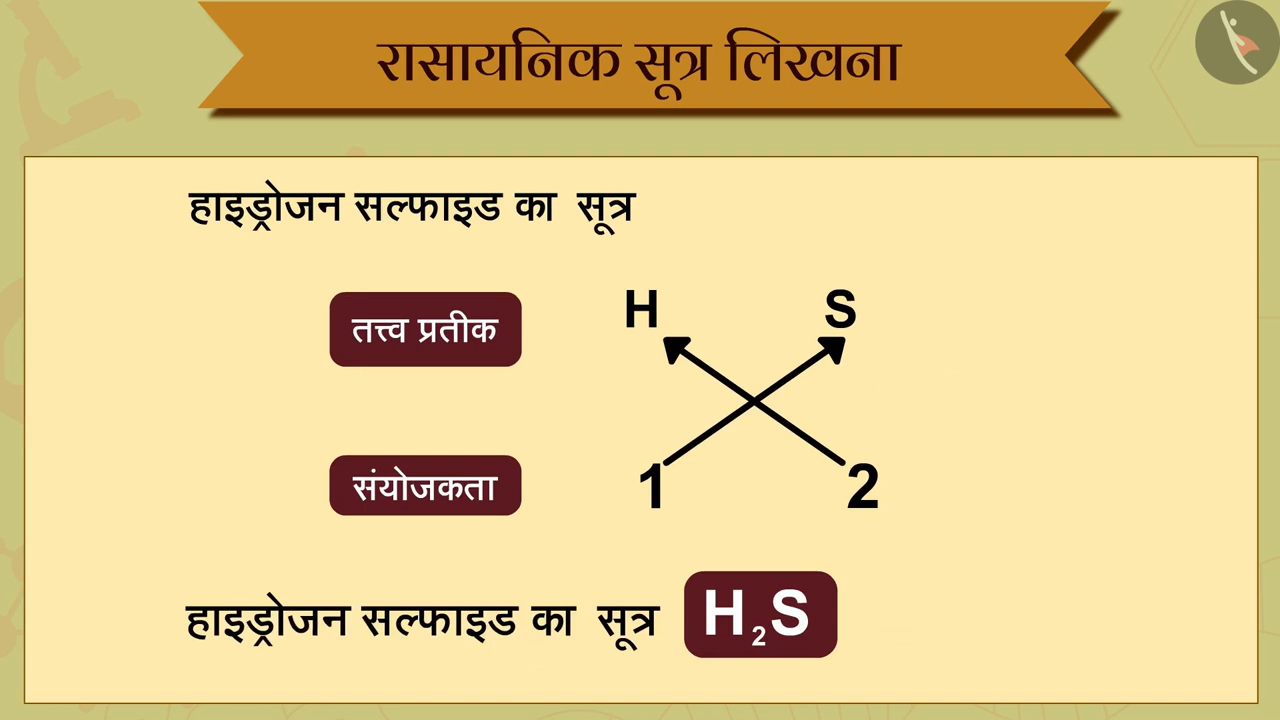 रासायनिक सूत्र लिखना
हाइड्रोजन सल्फाइड का सूत्र
तत्त्व प्रतीक H S
संयोजकता 1 2
हाइड्रोजन सल्फाइड का सूत्र H₂S